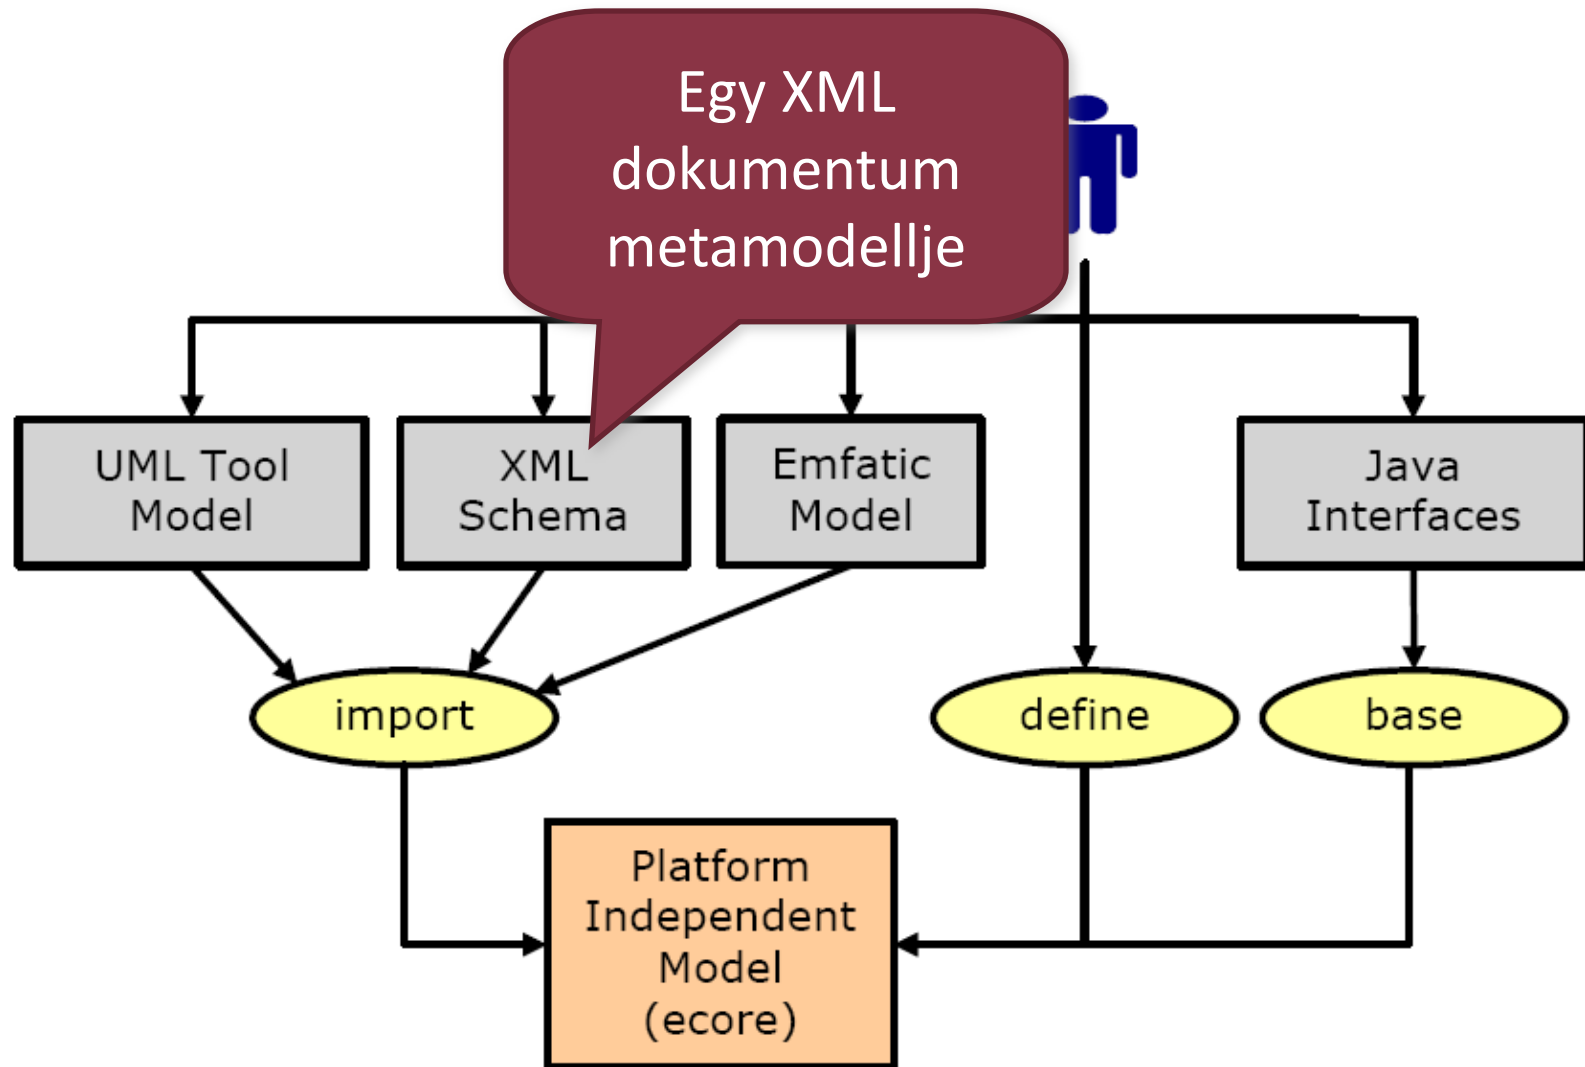 Egy XML
dokumentum
metamodellje
UML Tool
Model
XML
Schema
Emfatic
Model
Java
Interfaces
import
define
base
Platform
Independent
Model
(ecore)